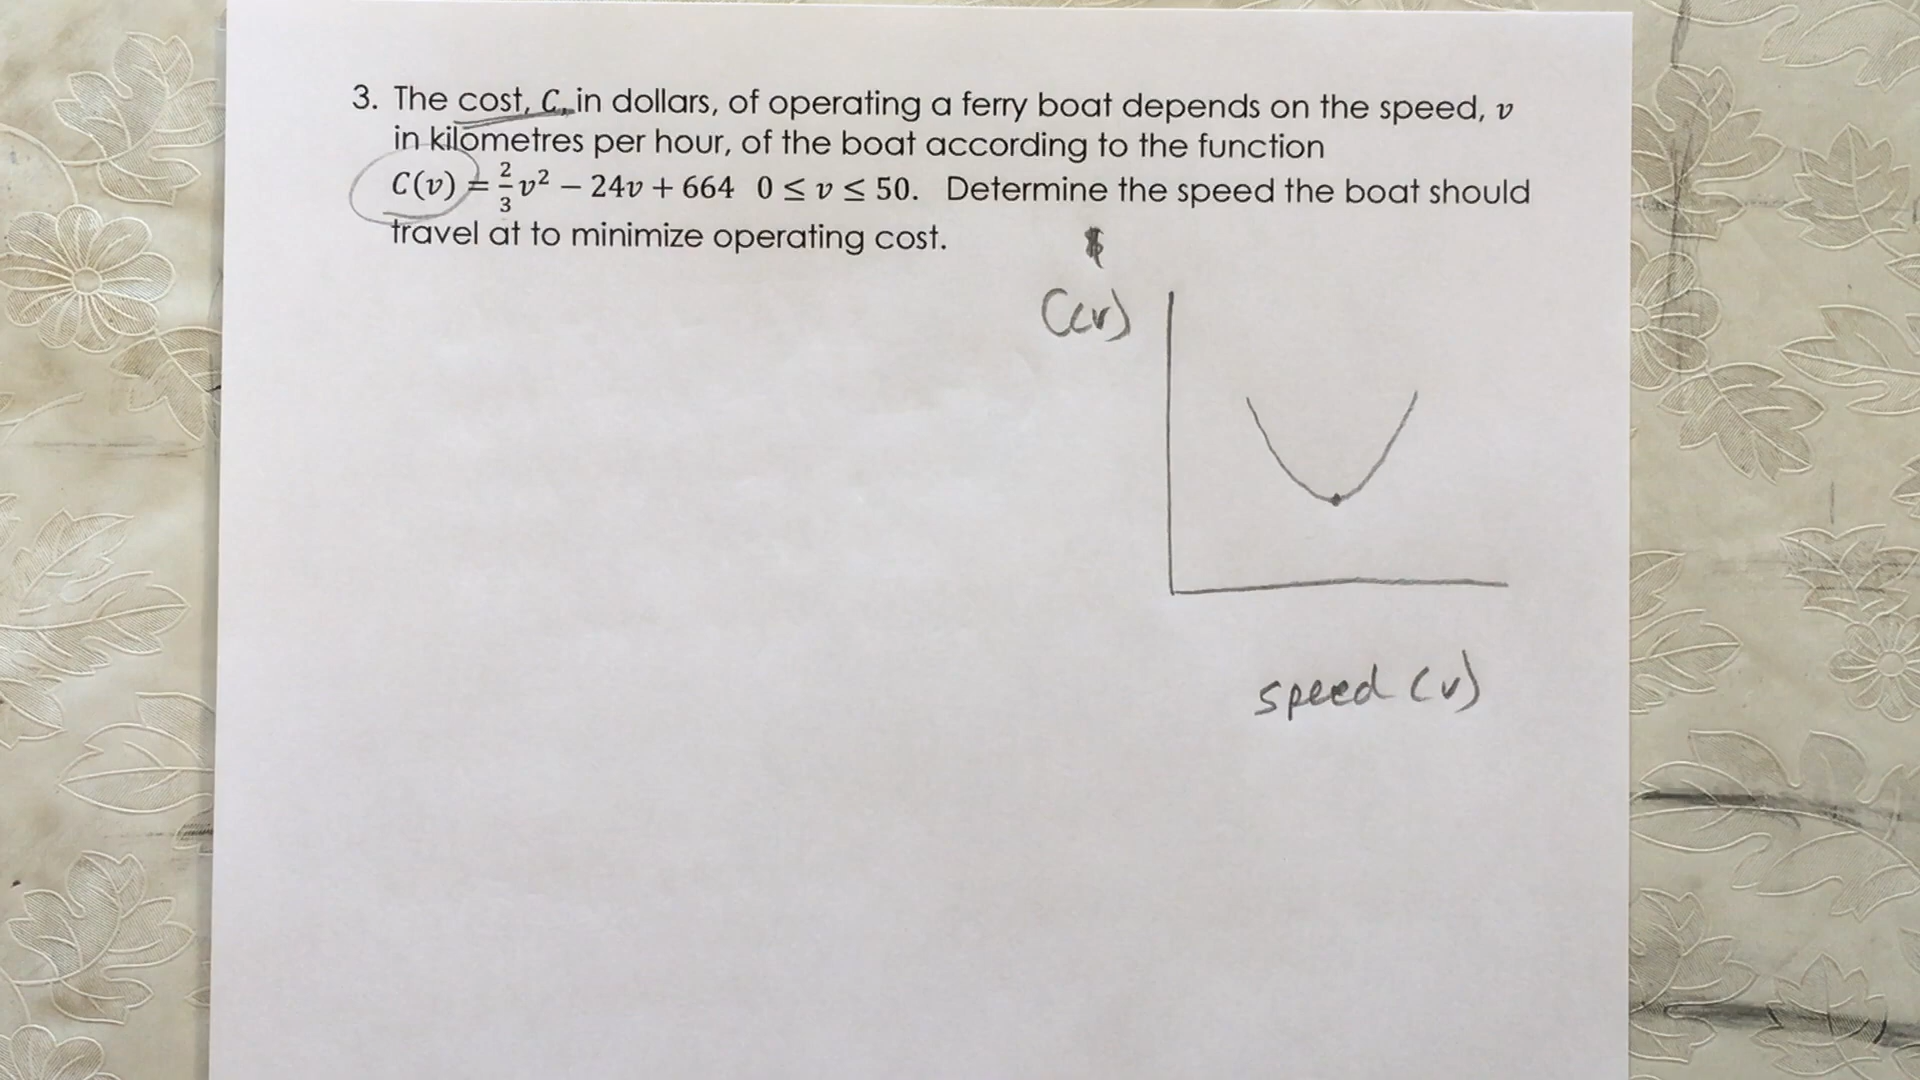 3. The cost, C, in dollars, of operating a ferry boat depends on the speed, v
in kilometres per hour, of the boat according to the function
C(v) = 2/3 v² − 24v + 664  0 ≤ v ≤ 50.  Determine the speed the boat should
travel at to minimize operating cost.
$
C(v)
speed (v)